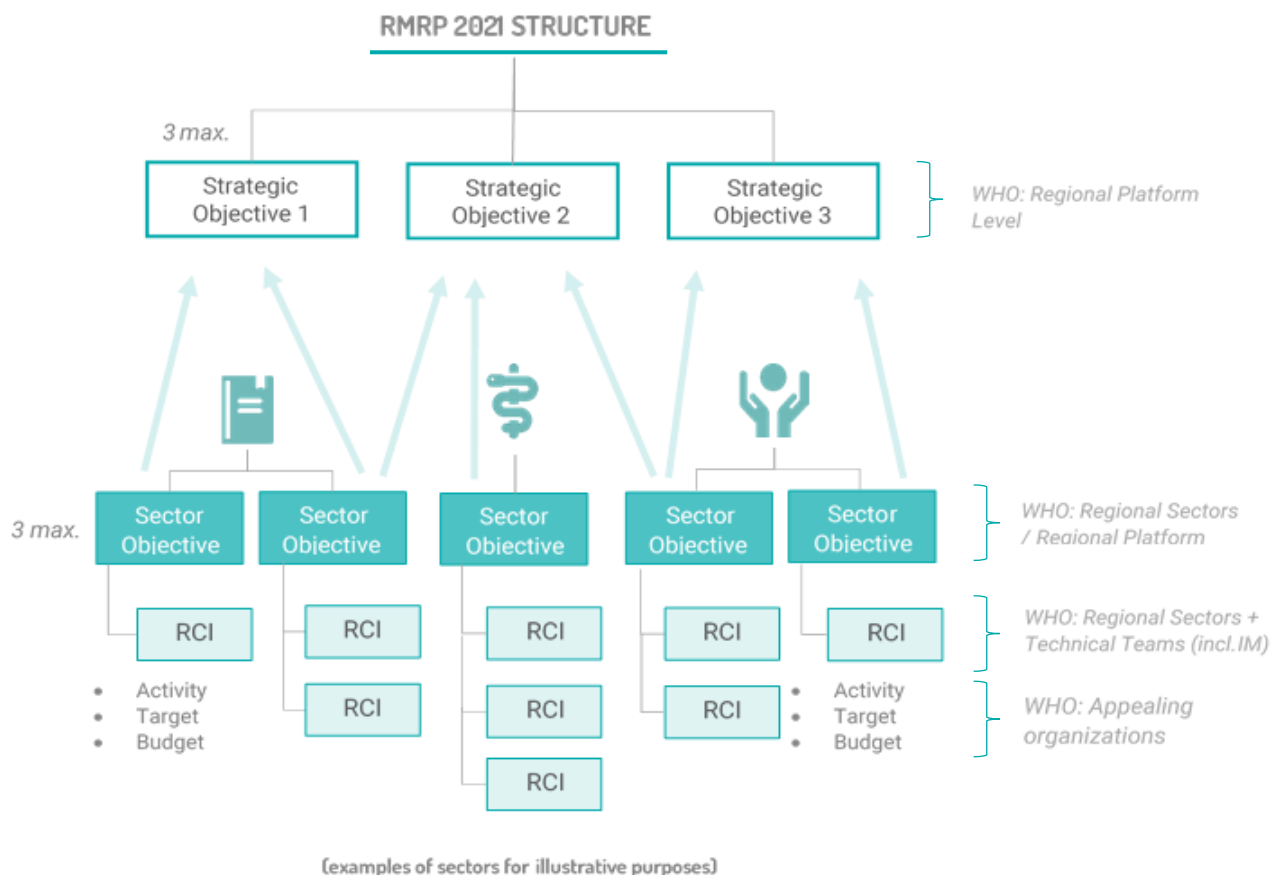 RMRP 2021 STRUCTURE
3 max.
Strategic
Objective 1
Strategic
Objective 2
Strategic
Objective 3
WHO: Regional Platform
Level
3 max.
Sector
Objective
Sector
Objective
Sector
Objective
Sector
Objective
Sector
Objective
WHO: Regional Sectors
/ Regional Platform
RCI
RCI
RCI
RCI
RCI
WHO: Regional Sectors +
Technical Teams (incl.IM)
• Activity
• Target
• Budget
RCI
RCI
RCI
• Activity
• Target
• Budget
WHO: Appealing
organizations
RCI
(examples of sectors for illustrative purposes)